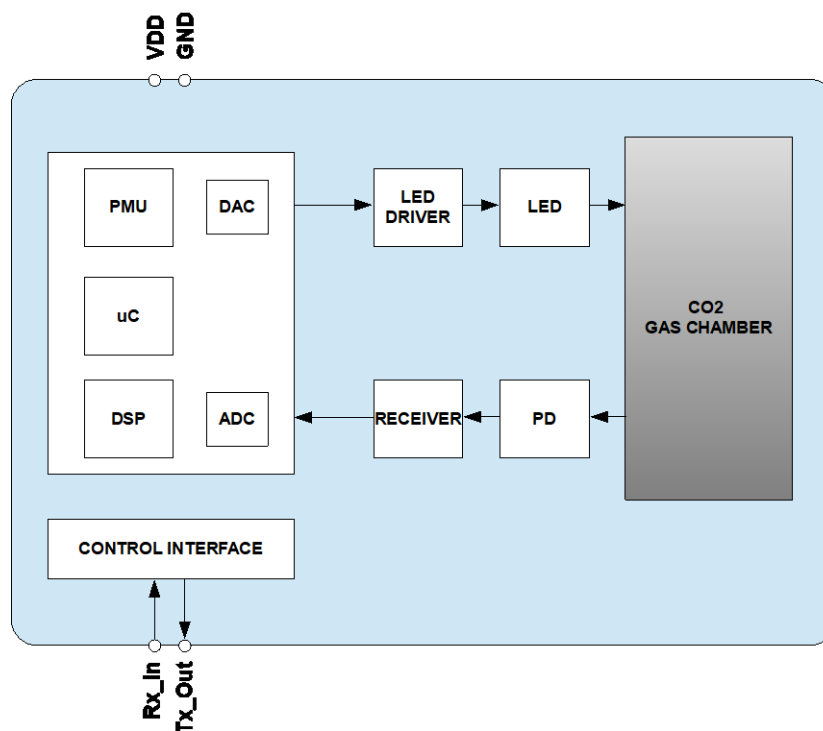 VDD
GND
PMU
DAC
LED
DRIVER
LED
uC
CO2
GAS CHAMBER
DSP
ADC
RECEIVER
PD
CONTROL INTERFACE
Rx_In
Tx_Out